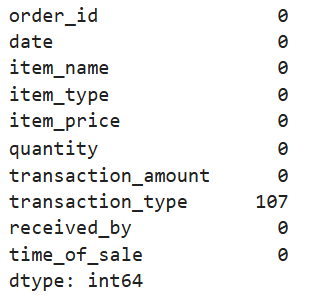 order_id 0
date 0
item_name 0
item_type 0
item_price 0
quantity 0
transaction_amount 0
transaction_type 107
received_by 0
time_of_sale 0
dtype: int64